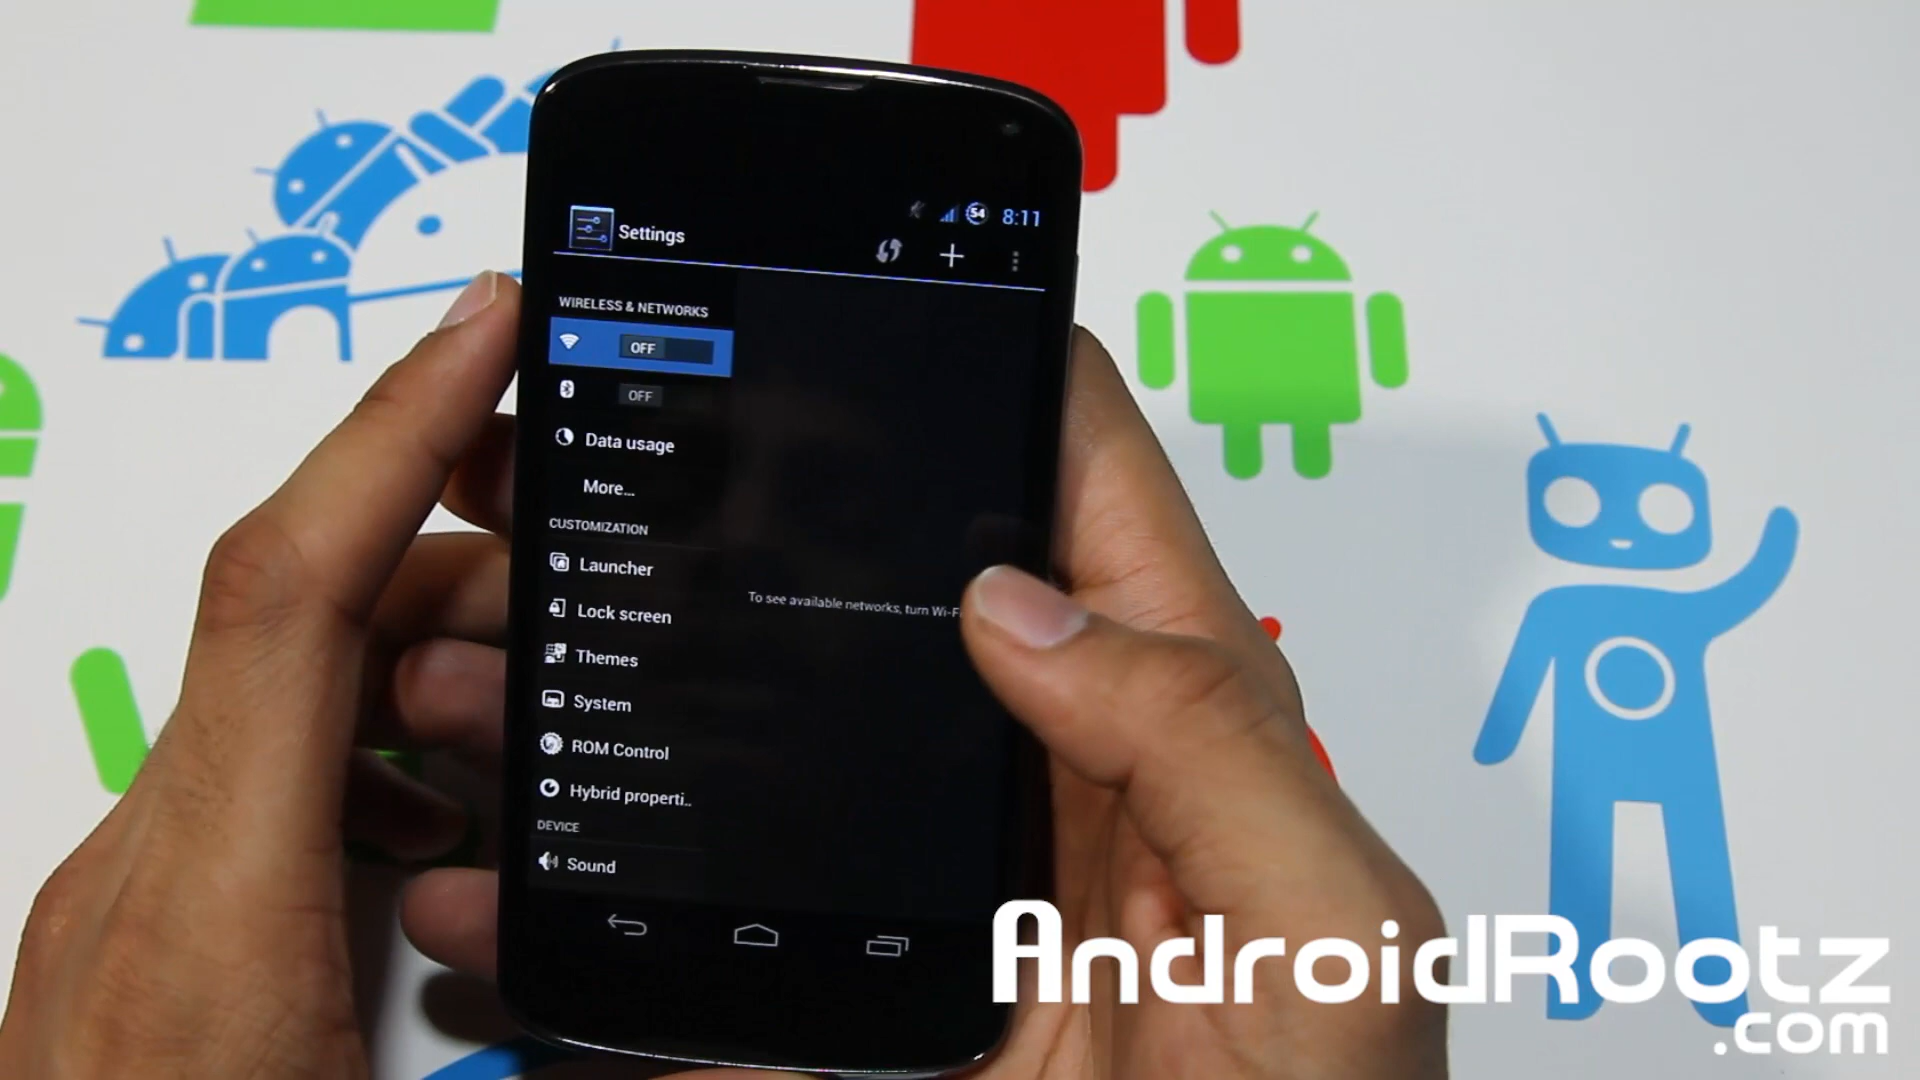 54 8:11
Settings
WIRELESS & NETWORKS
OFF
OFF
Data usage
More...
CUSTOMIZATION
Launcher
Lock screen
Themes
System
ROM Control
Hybrid properti..
To see available networks, turn Wi-F
DEVICE
Sound
AndroidRootz
.com